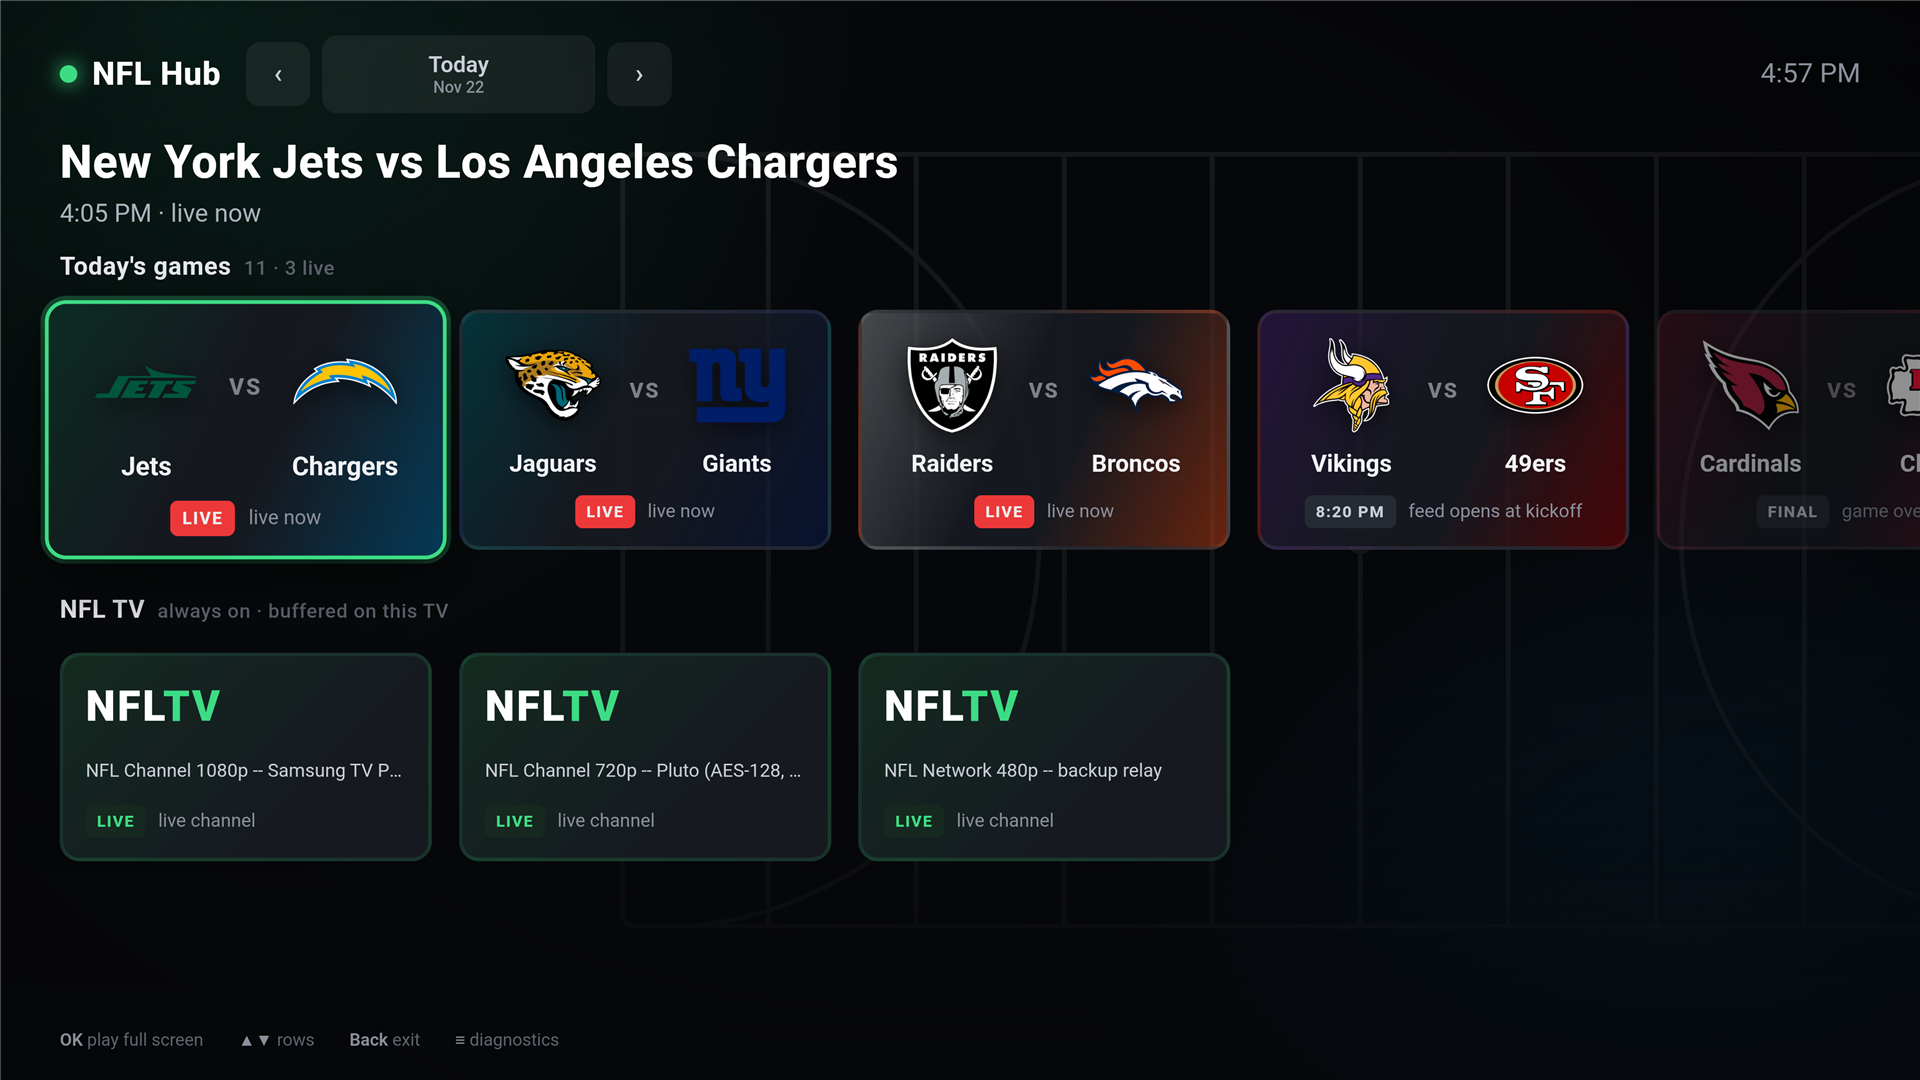 NFL Hub
‹
Today
Nov 22
›
4:57 PM
New York Jets vs Los Angeles Chargers
4:05 PM · live now
Today's games 11 · 3 live
JETS
VS
Jets
Chargers
LIVE live now
VS
ny
Jaguars
Giants
LIVE live now
RAIDERS
VS
Raiders
Broncos
LIVE live now
VS
SF
Vikings
49ers
8:20 PM feed opens at kickoff
VS
Cardinals
FINAL game
NFL TV always on · buffered on this TV
NFLTV
NFL Channel 1080p -- Samsung TV P...
LIVE live channel
NFLTV
NFL Channel 720p -- Pluto (AES-128, ...
LIVE live channel
NFLTV
NFL Network 480p -- backup relay
LIVE live channel
OK play full screen ▲ ▼ rows Back exit ≡ diagnostics